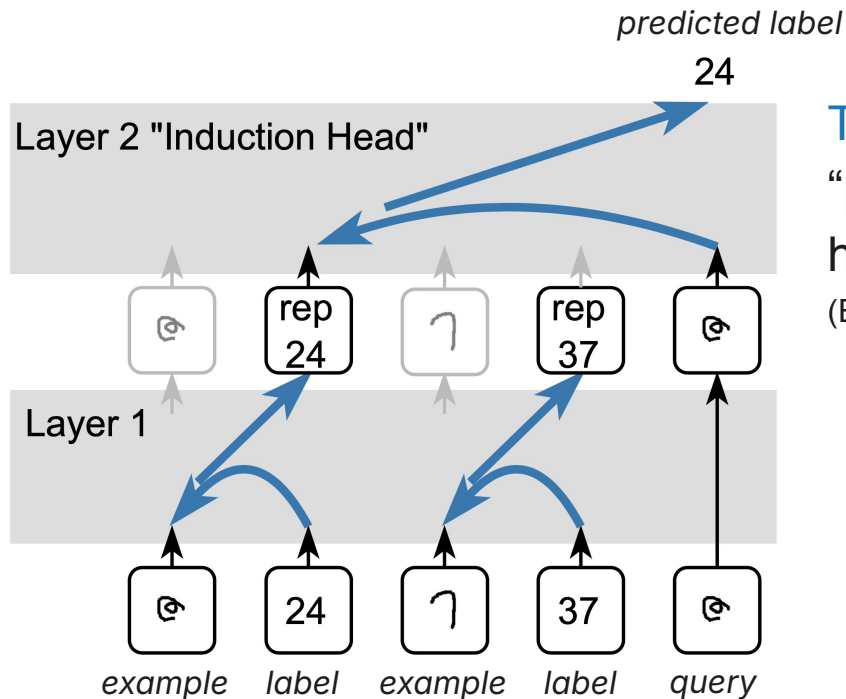 predicted label
24
Layer 2 "Induction Head"
rep
24
rep
37
Layer 1
24
37
example label example label query